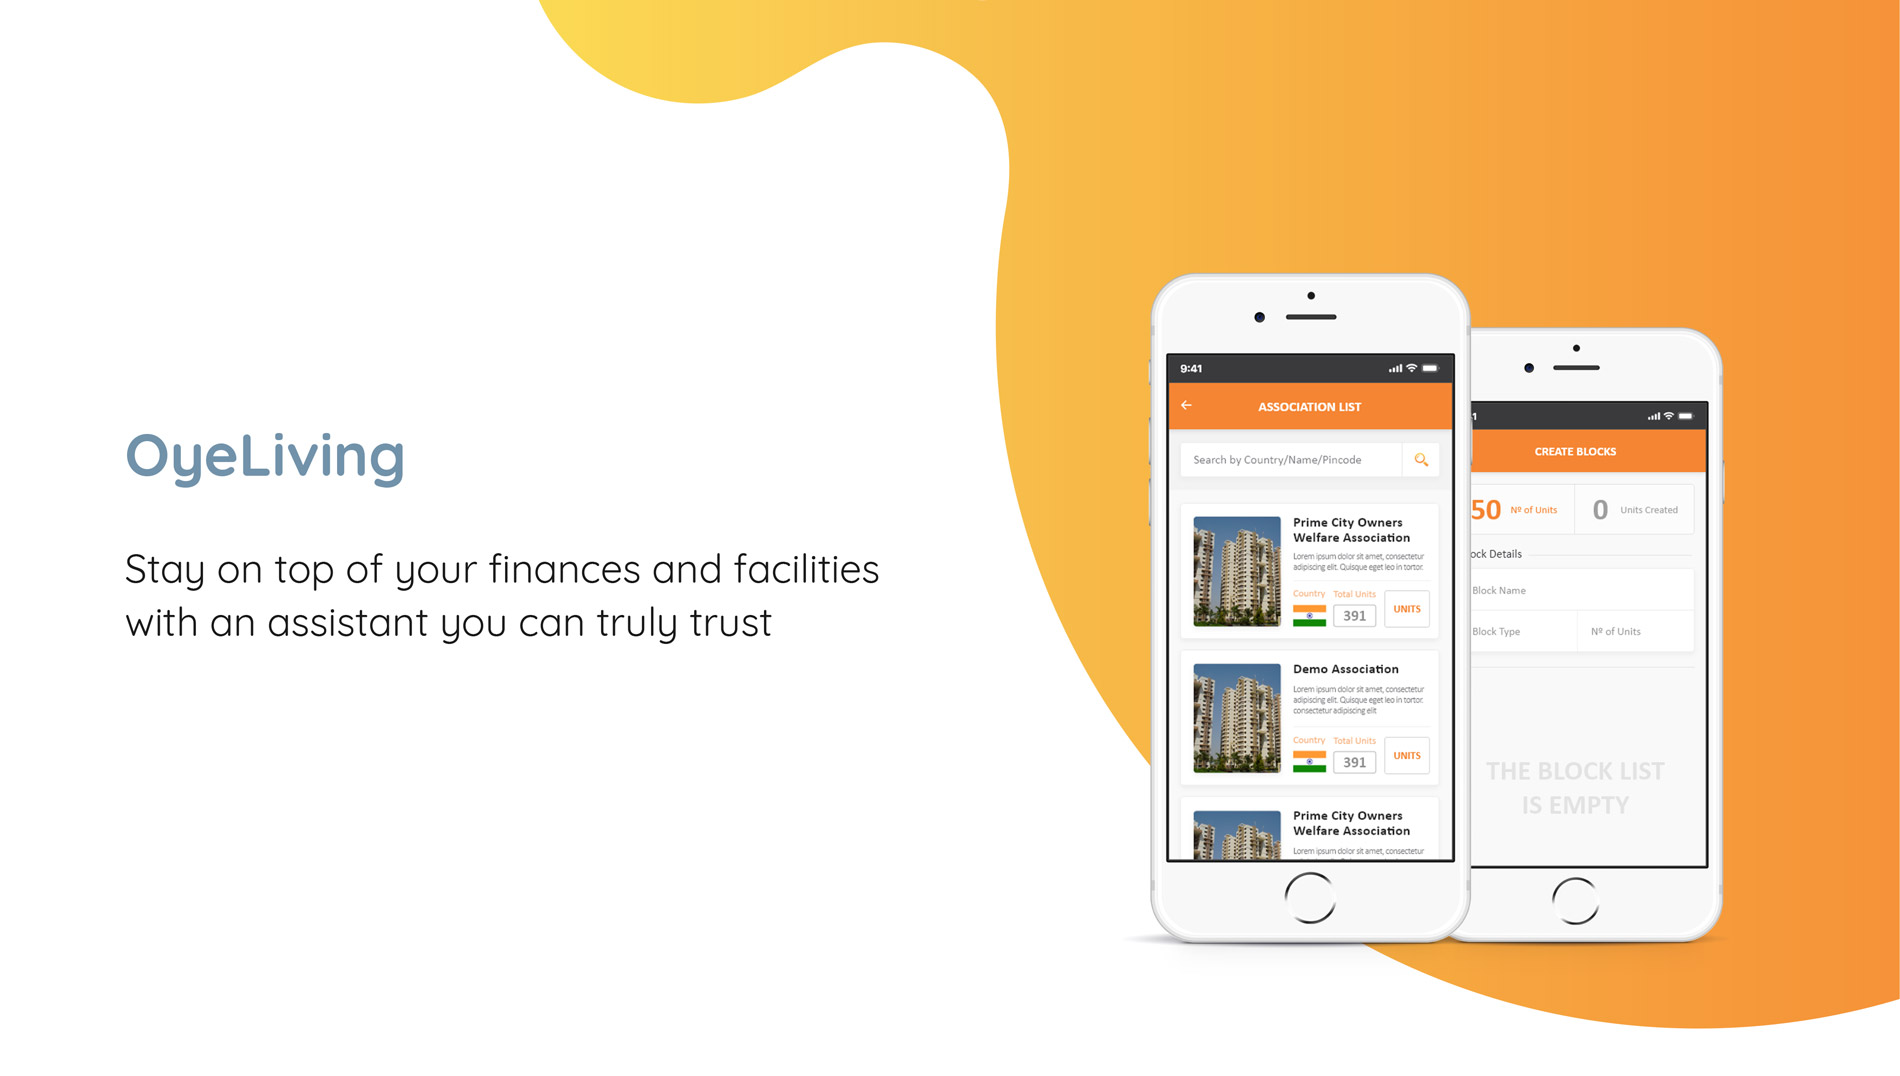 OyeLiving
Stay on top of your finances and facilities
with an assistant you can truly trust
9:41
ASSOCIATION LIST
Search by Country/Name/Pincode
Prime City Owners
Welfare Association
Lorem ipsum dolor sit amet, consectetur
adipiscing elit. Quisque eget leo in tortor.
Country Total Units
391
UNITS
Demo Association
Lorem ipsum dolor sit amet, consectetur
adipiscing elit. Quisque eget leo in tortor.
consectetur adipiscing elit
Country Total Units
391
UNITS
Prime City Owners
Welfare Association
Lorem ipsum dolor sit amet, consectetur
1
CREATE BLOCKS
50 Nº of Units 0 Units Created
ock Details
Block Name
Block Type Nº of Units
THE BLOCK LIST
IS EMPTY